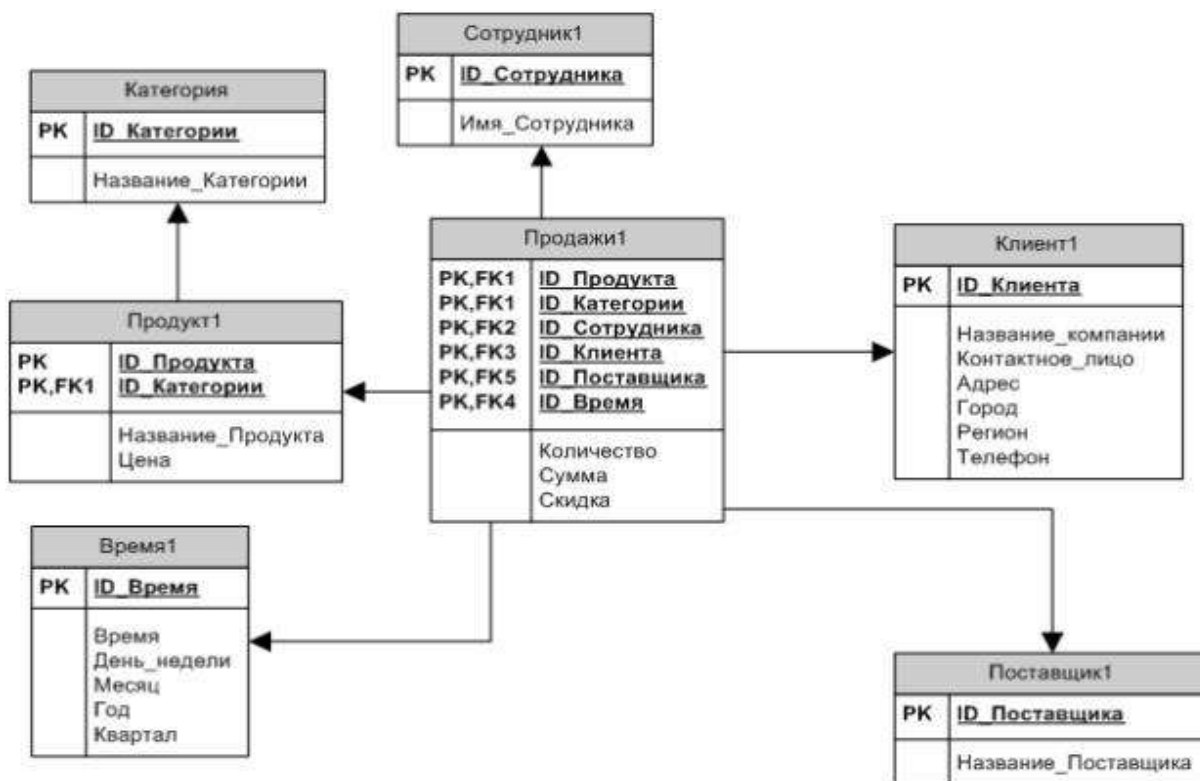 Сотрудник1
PK ID_Сотрудника
Имя_Сотрудника
Категория
PK ID_Категории
Название_Категории
Продажи1
PK,FK1 ID_Продукта
PK,FK1 ID_Категории
PK,FK2 ID_Сотрудника
PK,FK3 ID_Клиента
PK,FK5 ID_Поставщика
PK,FK4 ID_Время
Количество
Сумма
Скидка
Клиент1
PK ID_Клиента
Название_компании
Контактное_лицо
Адрес
Город
Регион
Телефон
Продукт1
PK ID_Продукта
PK,FK1 ID_Категории
Название_Продукта
Цена
Время1
PK ID_Время
Время
День_недели
Месяц
Год
Квартал
Поставщик1
PK ID_Поставщика
Название_Поставщика